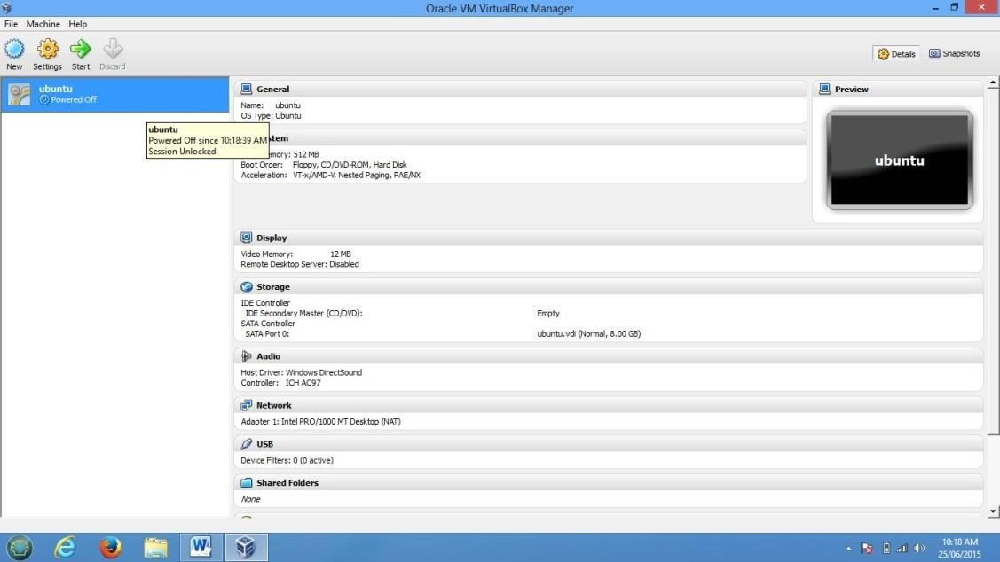 Oracle VM VirtualBox Manager
File Machine Help
New Settings Start Discard
Details Snapshots
ubuntu
Powered Off
ubuntu
Powered Off since 10:18:39 AM
Session Unlocked
General
Name: ubuntu
OS Type: Ubuntu
Preview
ubuntu
stem
emory: 512 MB
Boot Order: Floppy, CD/DVD-ROM, Hard Disk
Acceleration: VT-x/AMD-V, Nested Paging, PAE/NX
Display
Video Memory: 12 MB
Remote Desktop Server: Disabled
Storage
IDE Controller
IDE Secondary Master (CD/DVD): Empty
SATA Controller
SATA Port 0: ubuntu.vdi (Normal, 8.00 GB)
Audio
Host Driver: Windows DirectSound
Controller: ICH AC97
Network
Adapter 1: Intel PRO/1000 MT Desktop (NAT)
USB
Device Filters: 0 (0 active)
Shared Folders
None
10:18 AM
25/06/2015